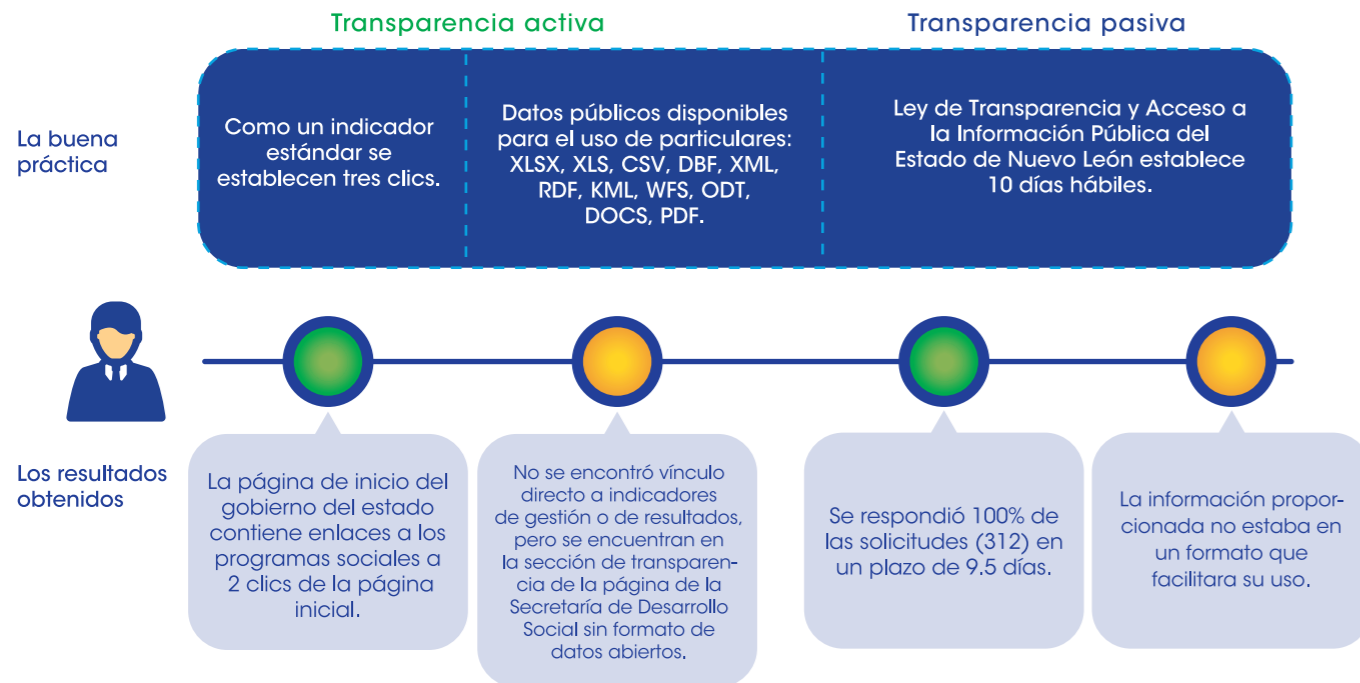 Transparencia activa
Transparencia pasiva
La buena
práctica
Como un indicador
estándar se
establecen tres clics.
Datos públicos disponibles
para el uso de particulares:
XLSX, XLS, CSV, DBF, XML,
RDF, KML, WFS, ODT,
DOCS, PDF.
Ley de Transparencia y Acceso a
la Información Pública del
Estado de Nuevo León establece
10 días hábiles.
Los resultados
obtenidos
La página de inicio del
gobierno del estado
contiene enlaces a los
programas sociales a
2 clics de la página
inicial.
No se encontró vínculo
directo a indicadores
de gestión o de resultados,
pero se encuentran en
la sección de transparen-
cia de la página de la
Secretaría de Desarrollo
Social sin formato de
datos abiertos.
Se respondió 100% de
las solicitudes (312) en
un plazo de 9.5 días.
La información propor-
cionada no estaba en
un formato que
facilitara su uso.